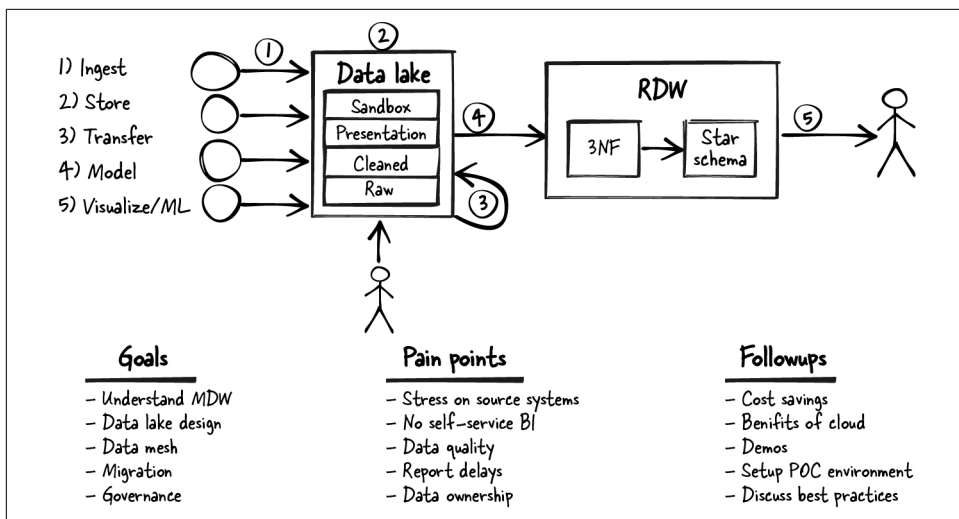 1) Ingest
2) Store
3) Transfer
4) Model
5) Visualize/ML
1
2
Data lake
Sandbox
Presentation
Cleaned
Raw
3
4
RDW
3NF
Star
schema
5
Goals
- Understand MDW
- Data lake design
- Data mesh
- Migration
- Governance
Pain points
- Stress on source systems
- No self-service BI
- Data quality
- Report delays
- Data ownership
Followups
- Cost savings
- Benifits of cloud
- Demos
- Setup POC environment
- Discuss best practices